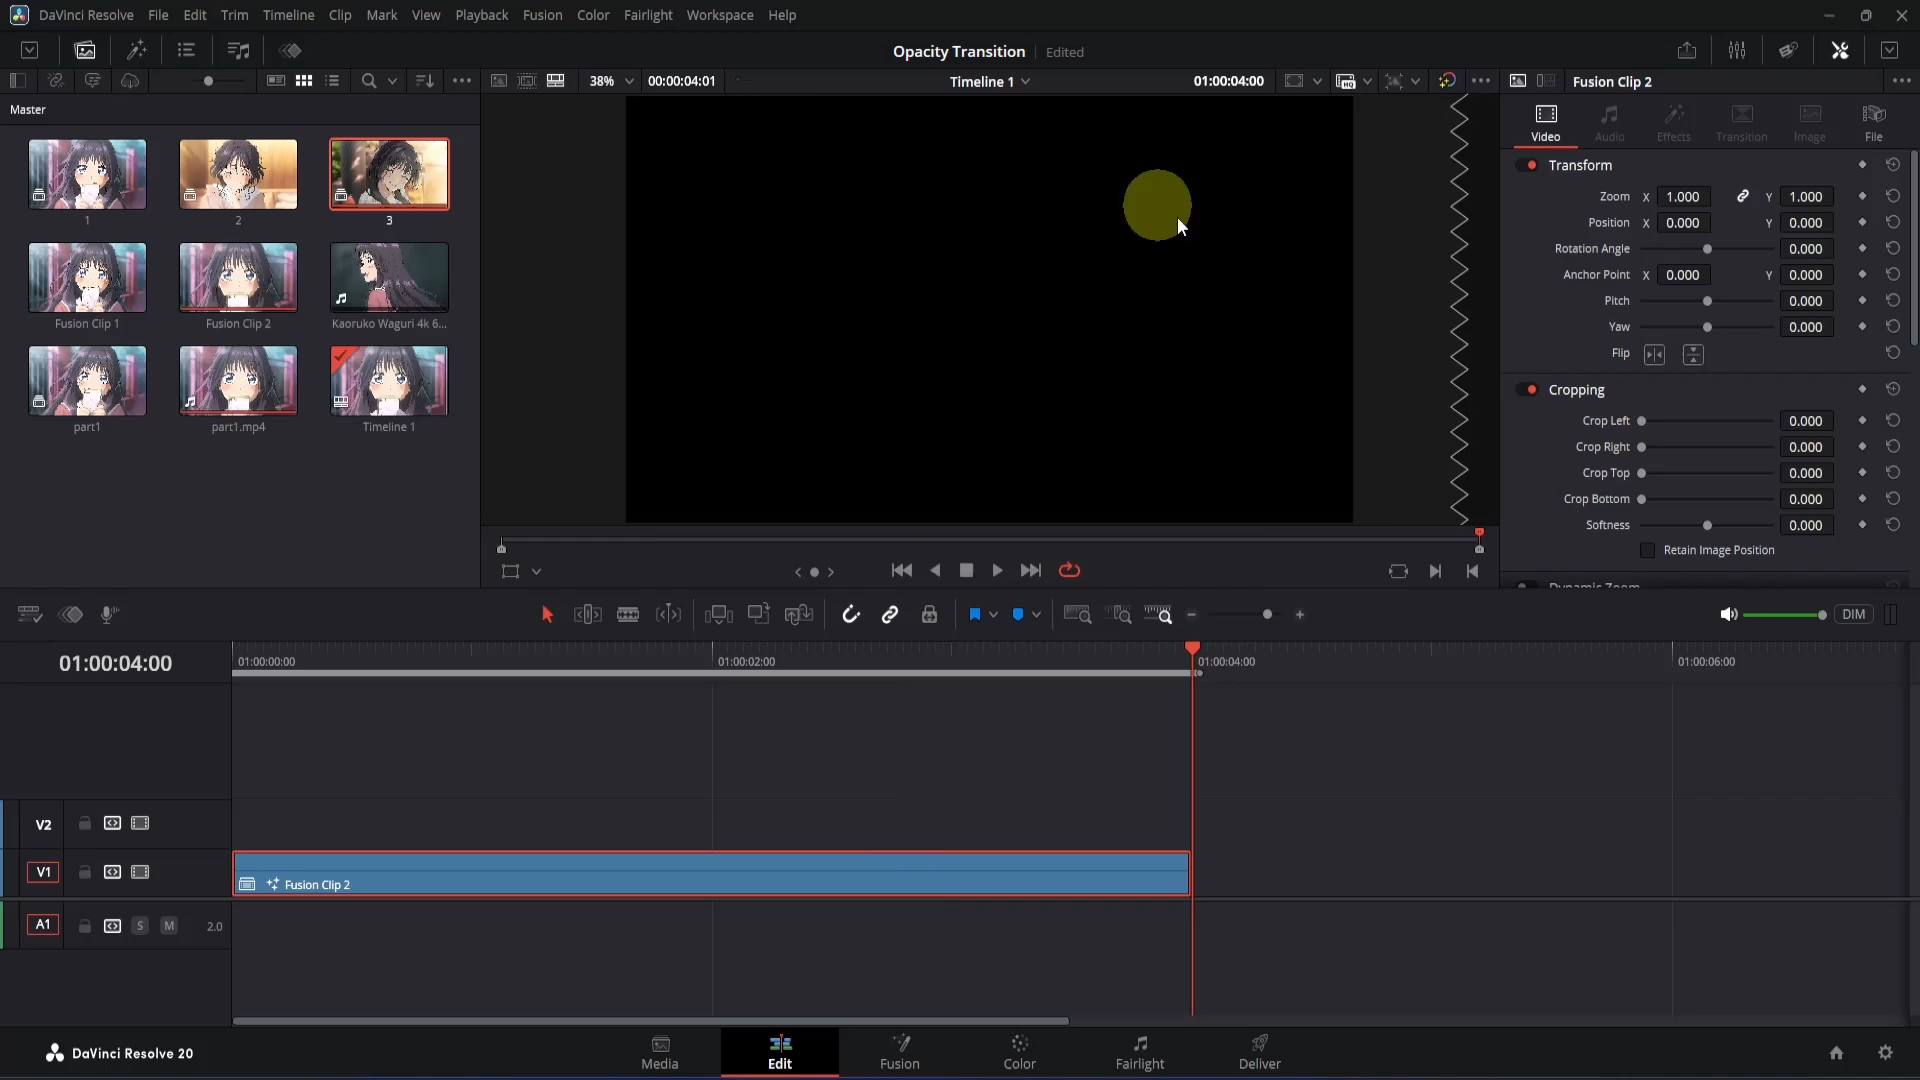 DaVinci Resolve File Edit Trim Timeline Clip Mark View Playback Fusion Color Fairlight Workspace Help
Opacity Transition Edited
38% 00:00:04:01 Timeline 1 01:00:04:00 Fusion Clip 2
Master
1 2 3
Fusion Clip 1 Fusion Clip 2 Kaoruko Waguri 4k 6...
part1 part1.mp4 Timeline 1
Video Audio Effects Transition Image File
Transform
Zoom X 1.000 Y 1.000
Position X 0.000 Y 0.000
Rotation Angle 0.000
Anchor Point X 0.000 Y 0.000
Pitch 0.000
Yaw 0.000
Flip
Cropping
Crop Left 0.000
Crop Right 0.000
Crop Top 0.000
Crop Bottom 0.000
Softness 0.000
Retain Image Position
Dynamic Zoom
DIM
01:00:04:00 01:00:00:00 01:00:02:00 01:00:04:00 01:00:06:00
V2
V1 Fusion Clip 2
A1 S M 2.0
DaVinci Resolve 20 Media Edit Fusion Color Fairlight Deliver